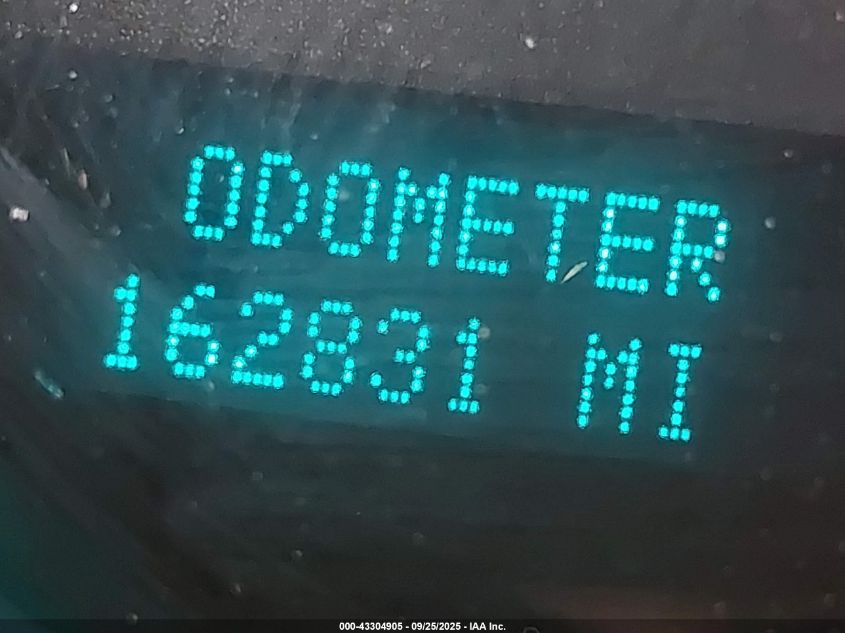 ODOMETER
162831 MI
000-43304905 - 09/25/2025 - IAA Inc.